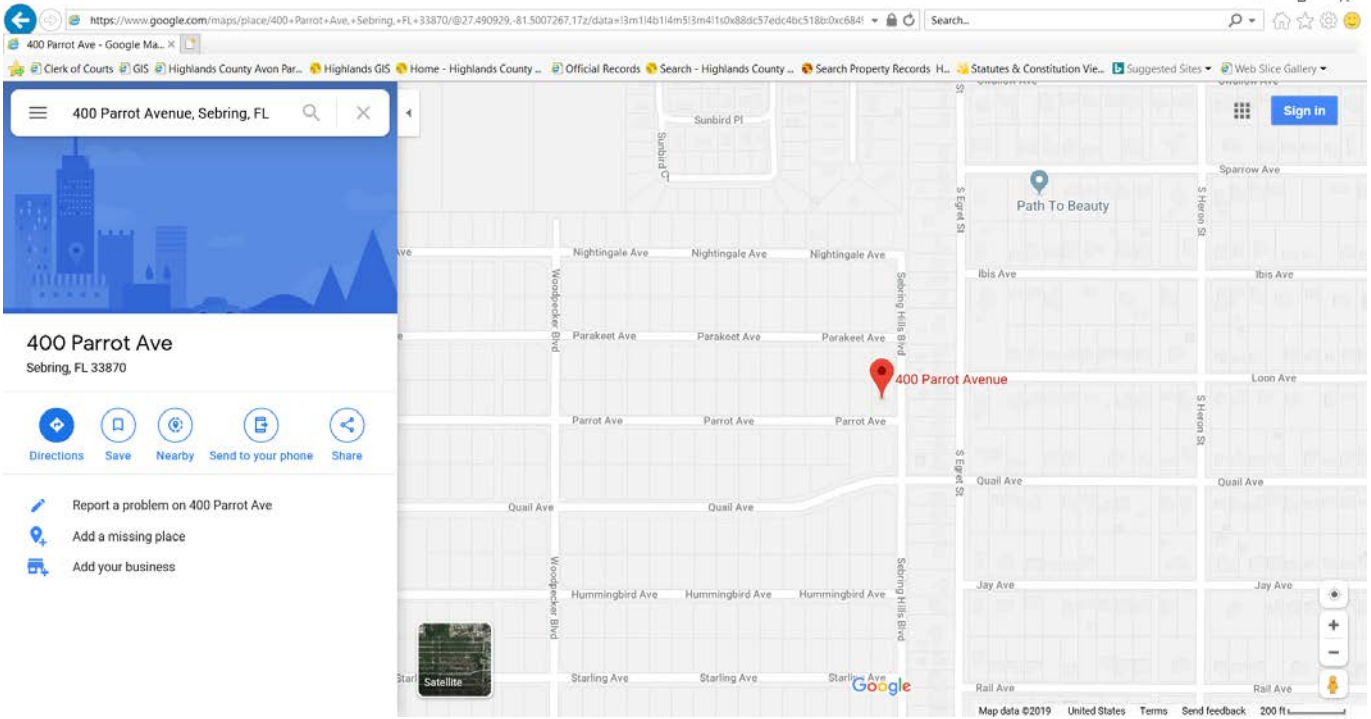 https://www.google.com/maps/place/400+Parrot+Ave,+Sebring,+FL+33870/@27.490929,-81.5007267,17z/data=!3m1!4b1!4m5!3m4!1s0x88dc57edc4bc518b:0xc684!
Search...
400 Parrot Ave - Google Ma...
Clerk of Courts GIS Highlands County Avon Par... Highlands GIS Home - Highlands County ... Official Records Search - Highlands County ... Search Property Records H... Statutes & Constitution Vie... Suggested Sites Web Slice Gallery
400 Parrot Avenue, Sebring, FL
Sign in
400 Parrot Ave
Sebring, FL 33870
Directions Save Nearby Send to your phone Share
Report a problem on 400 Parrot Ave
Add a missing place
Add your business
St
Swallow Ave Swallow Ave
Sunbird Pl
Sunbird Ct
Sparrow Ave
Path To Beauty
S Egret St
S Heron St
Ave
Nightingale Ave Nightingale Ave Nightingale Ave
Ibis Ave Ibis Ave
Woodpecker Blvd
Sebring Hills Blvd
Parakeet Ave Parakeet Ave Parakeet Ave
400 Parrot Avenue
Loon Ave
S Heron St
Parrot Ave Parrot Ave Parrot Ave
S Egret St
Quail Ave Quail Ave
Quail Ave Quail Ave
Woodpecker Blvd
Sebring Hills Blvd
Jay Ave Jay Ave
Hummingbird Ave Hummingbird Ave Hummingbird Ave
Starl
Satellite
Starling Ave Starling Ave Starling Ave
Google
Rail Ave Rail Ave
Map data ©2019 United States Terms Send feedback 200 ft